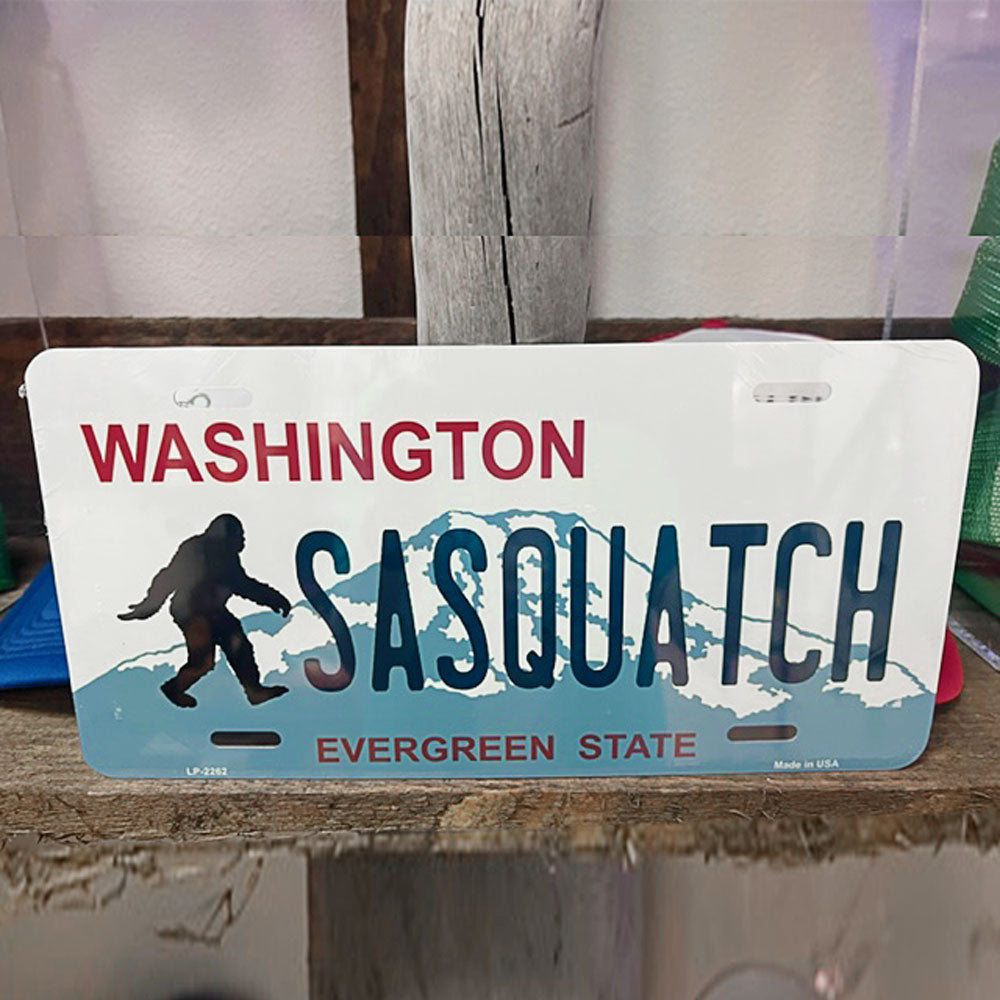 WASHINGTON
SASQUATCH
EVERGREEN STATE
LP-2262
Made in USA